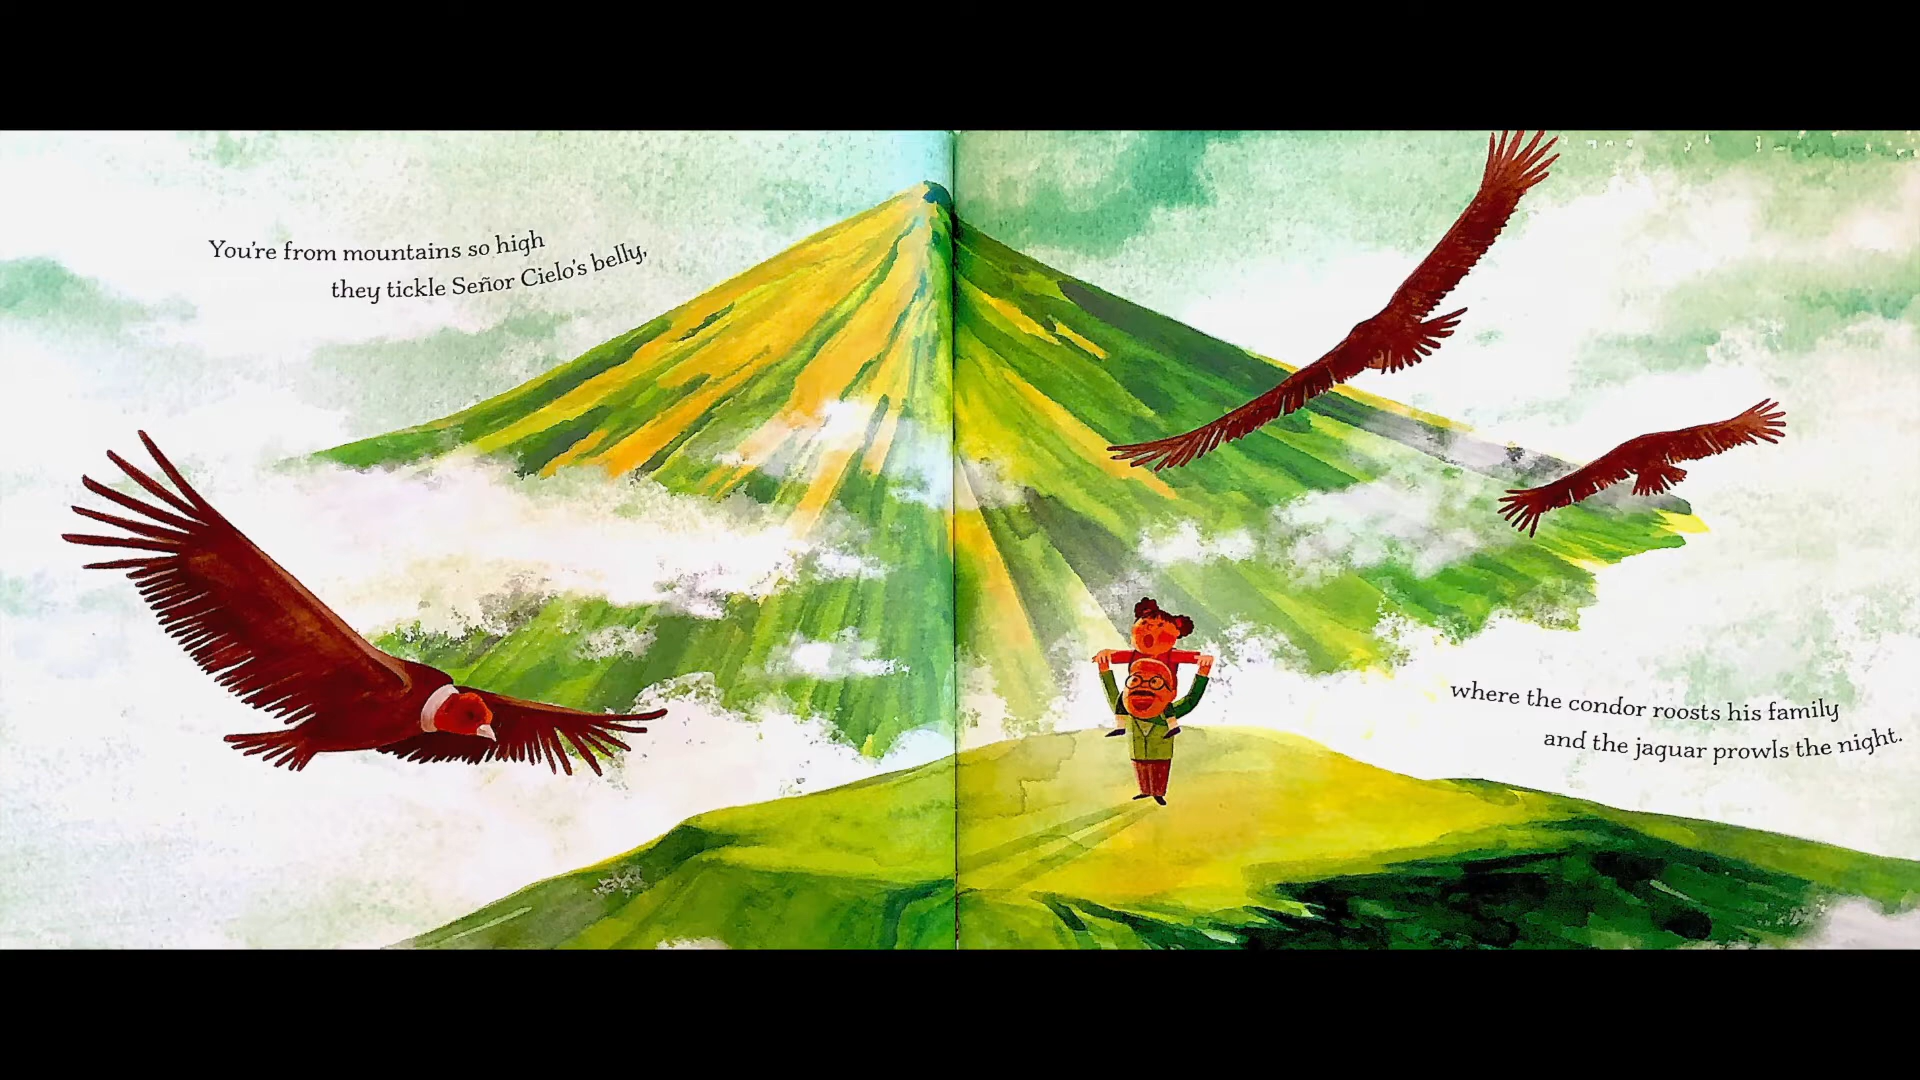 You're from mountains so high
they tickle Señor Cielo's belly,
where the condor roosts his family
and the jaguar prowls the night.